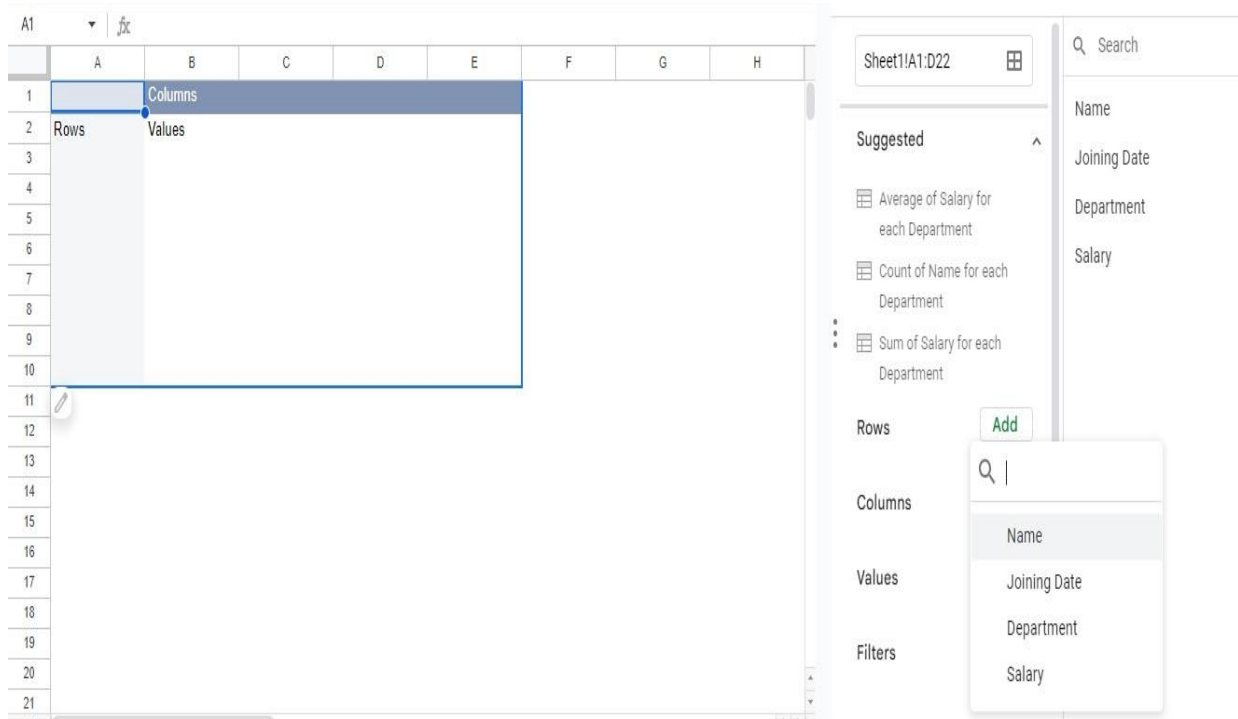 A1 fx
A B C D E F G H
1 Columns
2 Rows Values
3
4
5
6
7
8
9
10
11
12
13
14
15
16
17
18
19
20
21
Sheet1!A1:D22
Suggested
Average of Salary for
each Department
Count of Name for each
Department
Sum of Salary for each
Department
Rows Add
Columns
Values
Filters
Name
Joining Date
Department
Salary
Search
Name
Joining Date
Department
Salary